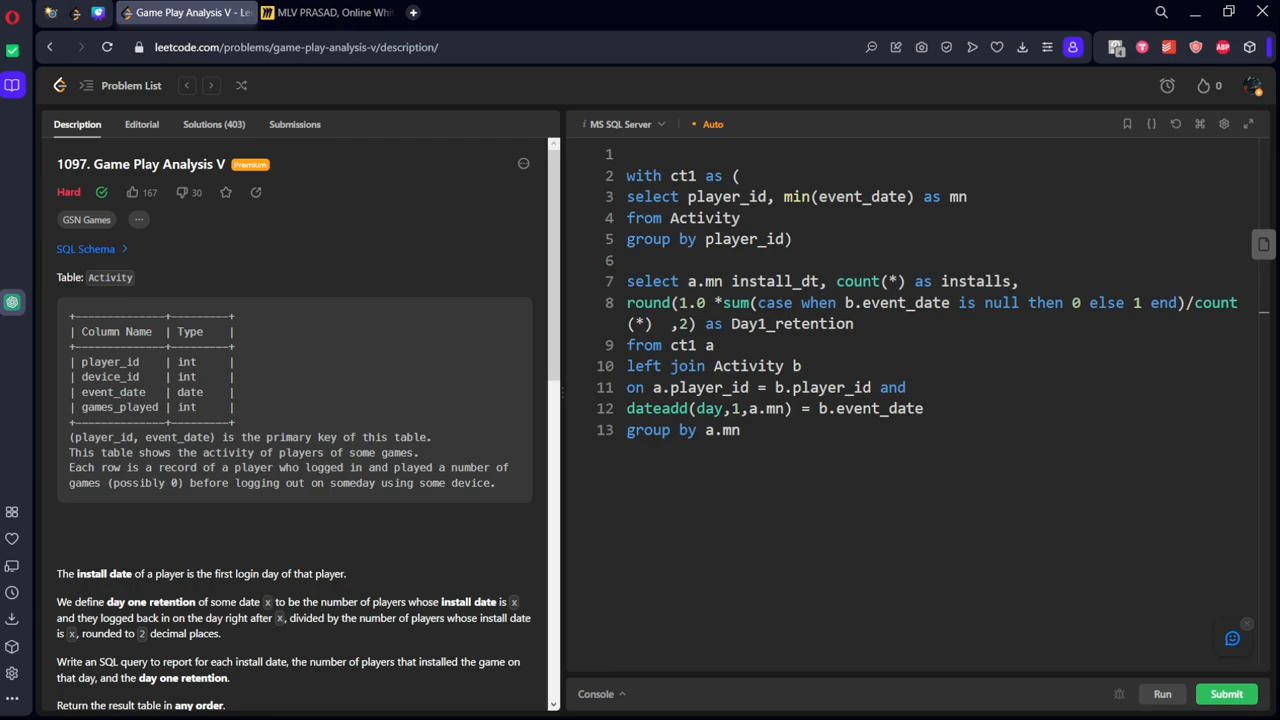 Game Play Analysis V - Le
MLV PRASAD, Online Whit
leetcode.com/problems/game-play-analysis-v/description/
4
ABP
Problem List
0
Description
Editorial
Solutions (403)
Submissions
MS SQL Server
Auto
1097. Game Play Analysis V
Premium
Hard
167
30
GSN Games
...
SQL Schema
Table: Activity
+--------------+---------+
| Column Name | Type |
+--------------+---------+
| player_id | int |
| device_id | int |
| event_date | date |
| games_played | int |
+--------------+---------+
(player_id, event_date) is the primary key of this table.
This table shows the activity of players of some games.
Each row is a record of a player who logged in and played a number of
games (possibly 0) before logging out on someday using some device.
The install date of a player is the first login day of that player.
We define day one retention of some date x to be the number of players whose install date is x
and they logged back in on the day right after x, divided by the number of players whose install date
is x, rounded to 2 decimal places.
Write an SQL query to report for each install date, the number of players that installed the game on
that day, and the day one retention.
Return the result table in any order.
1
2 with ct1 as (
3 select player_id, min(event_date) as mn
4 from Activity
5 group by player_id)
6
7 select a.mn install_dt, count(*) as installs,
8 round(1.0 *sum(case when b.event_date is null then 0 else 1 end)/count
(*) ,2) as Day1_retention
9 from ct1 a
10 left join Activity b
11 on a.player_id = b.player_id and
12 dateadd(day,1,a.mn) = b.event_date
13 group by a.mn
Console
Run
Submit